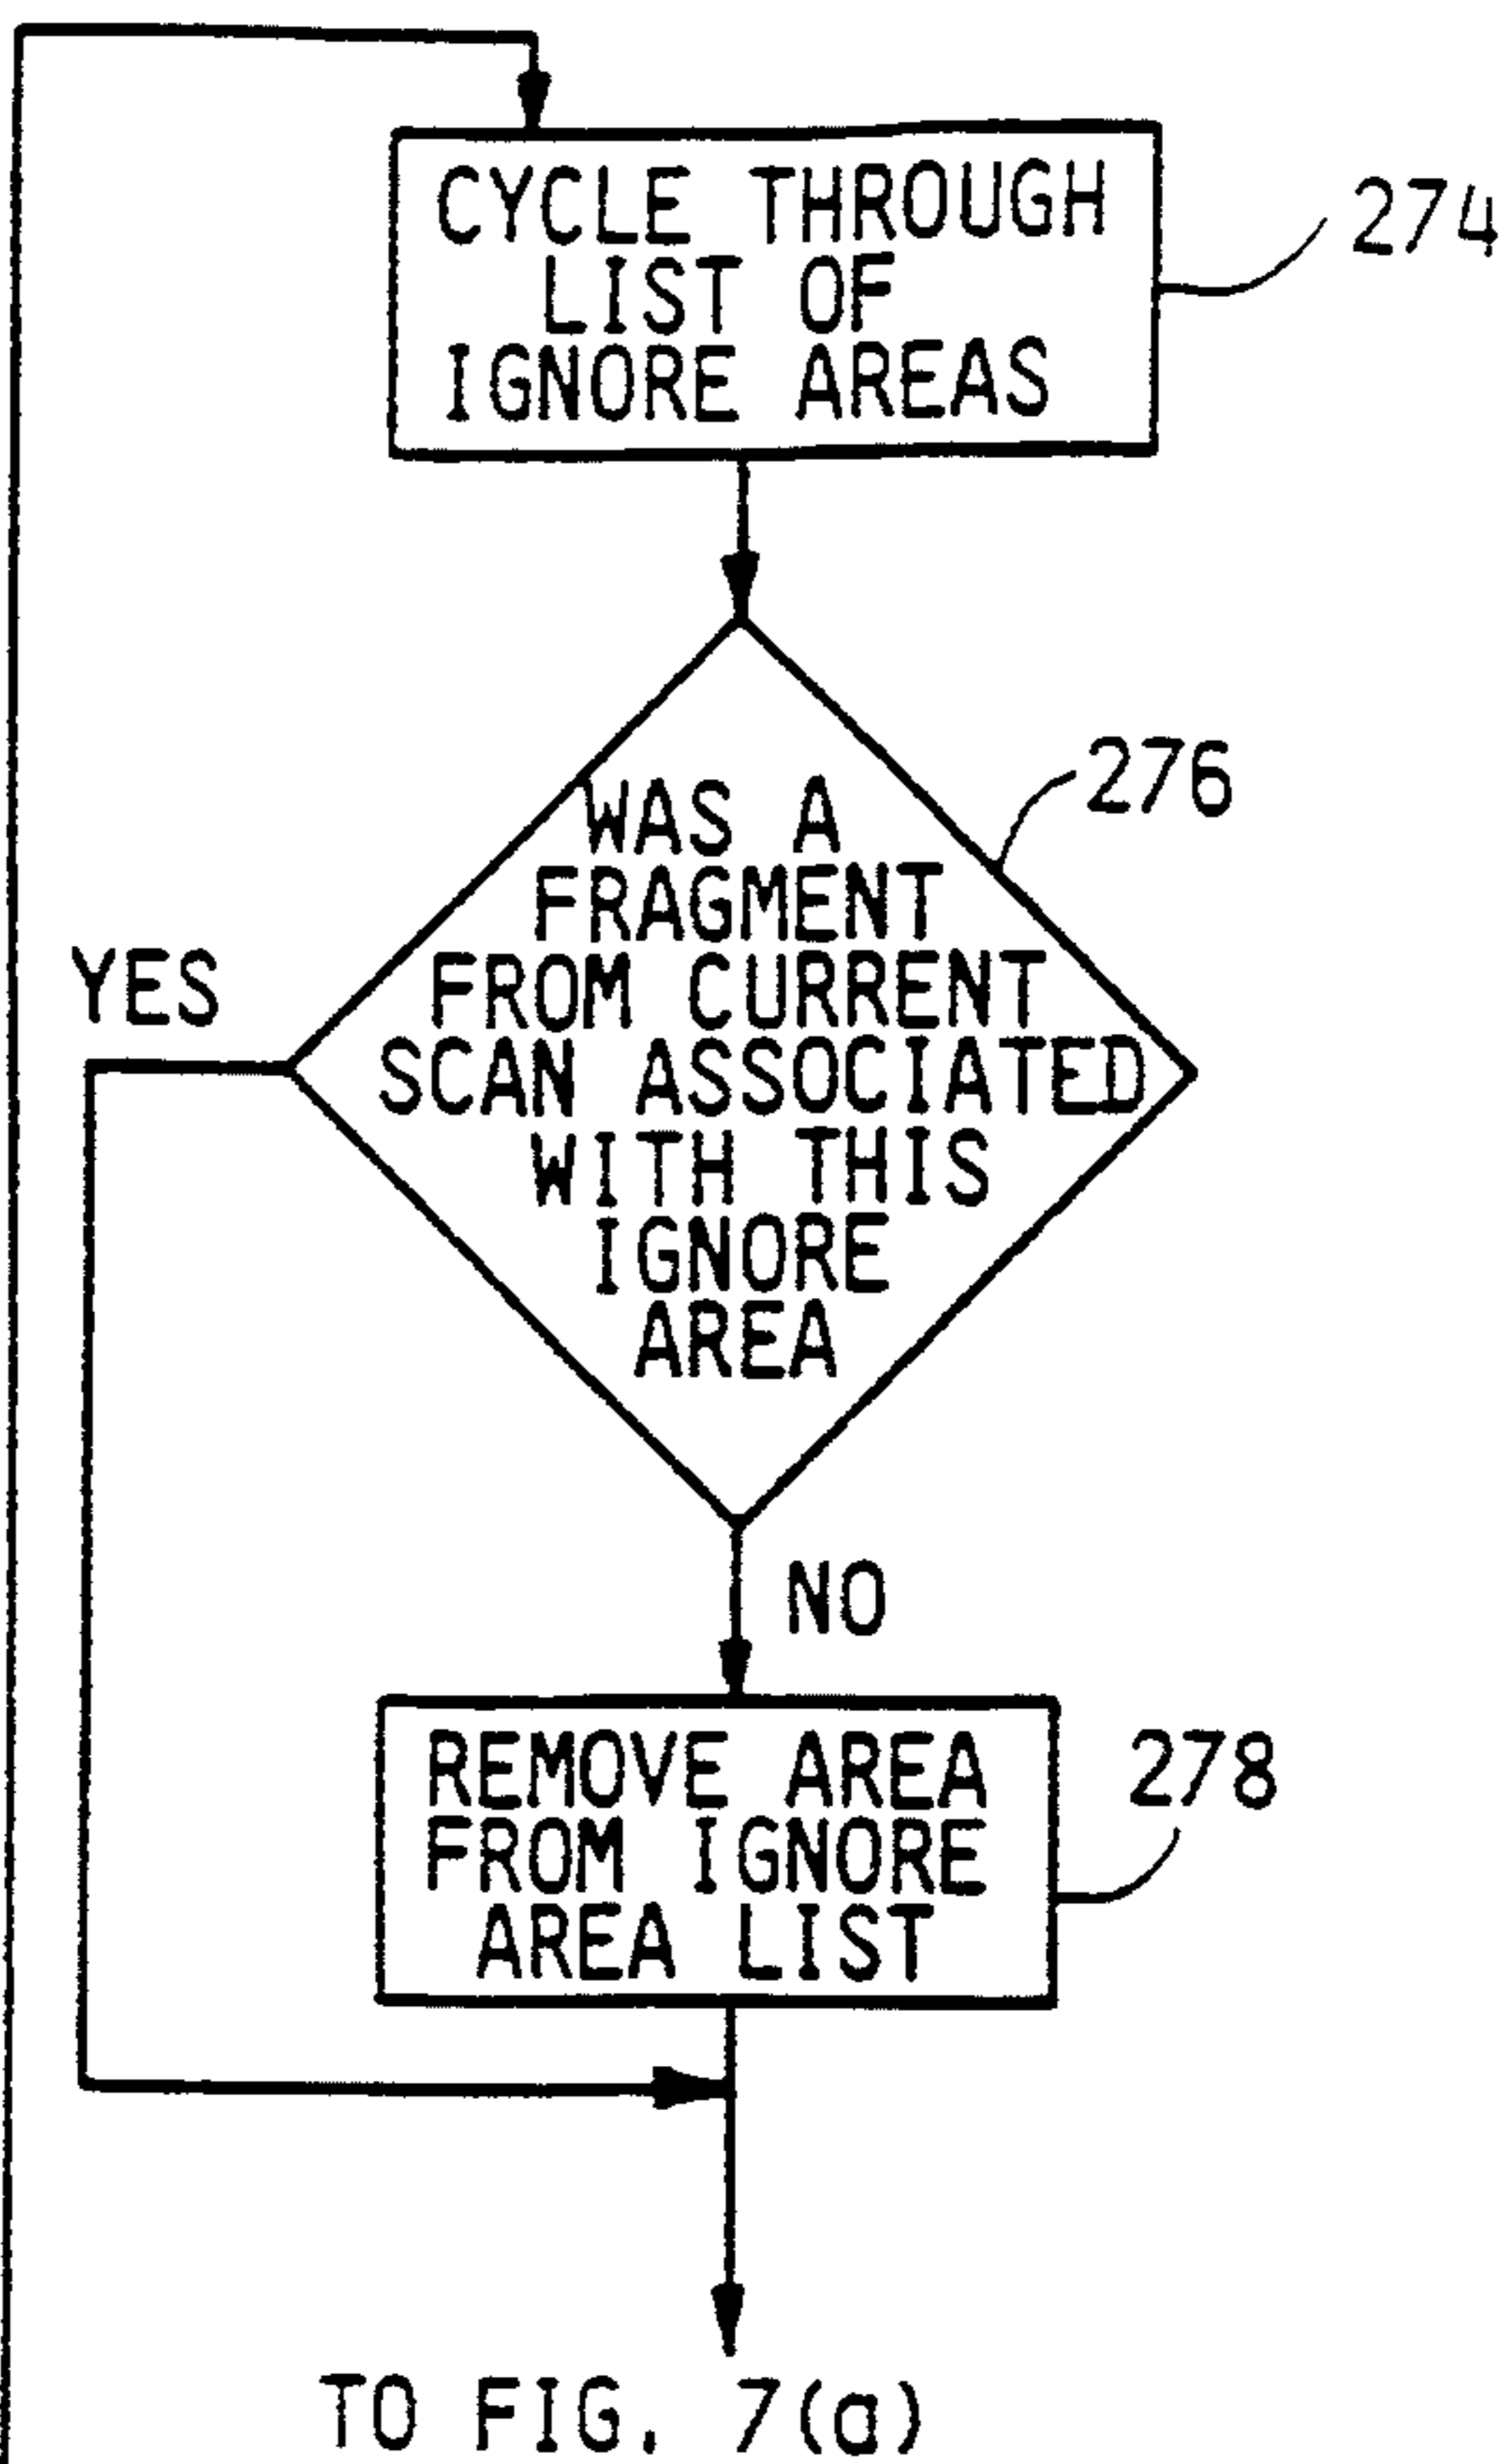 CYCLE THROUGH
LIST OF
IGNORE AREAS
274
WAS A
FRAGMENT
FROM CURRENT
SCAN ASSOCIATED
WITH THIS
IGNORE
AREA
276
YES
NO
REMOVE AREA
FROM IGNORE
AREA LIST
278
TO FIG. 7(a)